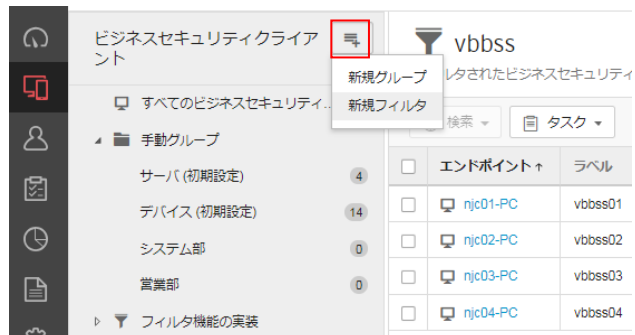 ビジネスセキュリティクライア
ント
新規グループ
新規フィルタ
すべてのビジネスセキュリティ...
手動グループ
サーバ (初期設定) 4
デバイス (初期設定) 14
システム部 0
営業部 0
フィルタ機能の実装
vbbss
ルタされたビジネスセキュリティ
検索 タスク
エンドポイント↑ ラベル
njc01-PC vbbss01
njc02-PC vbbss02
njc03-PC vbbss03
njc04-PC vbbss04